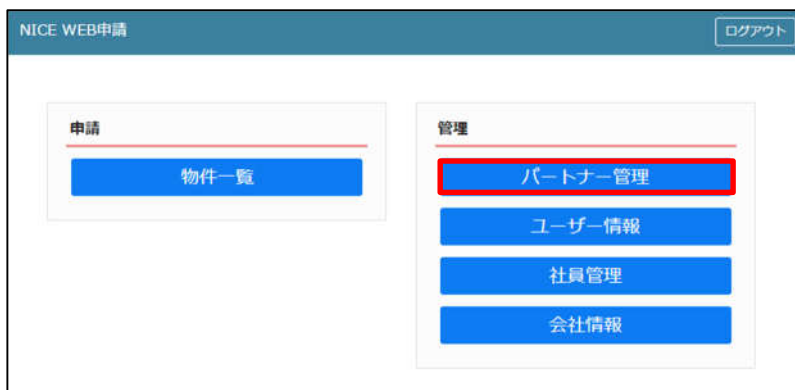 NICE WEB申請
ログアウト
申請
物件一覧
管理
パートナー管理
ユーザー情報
社員管理
会社情報